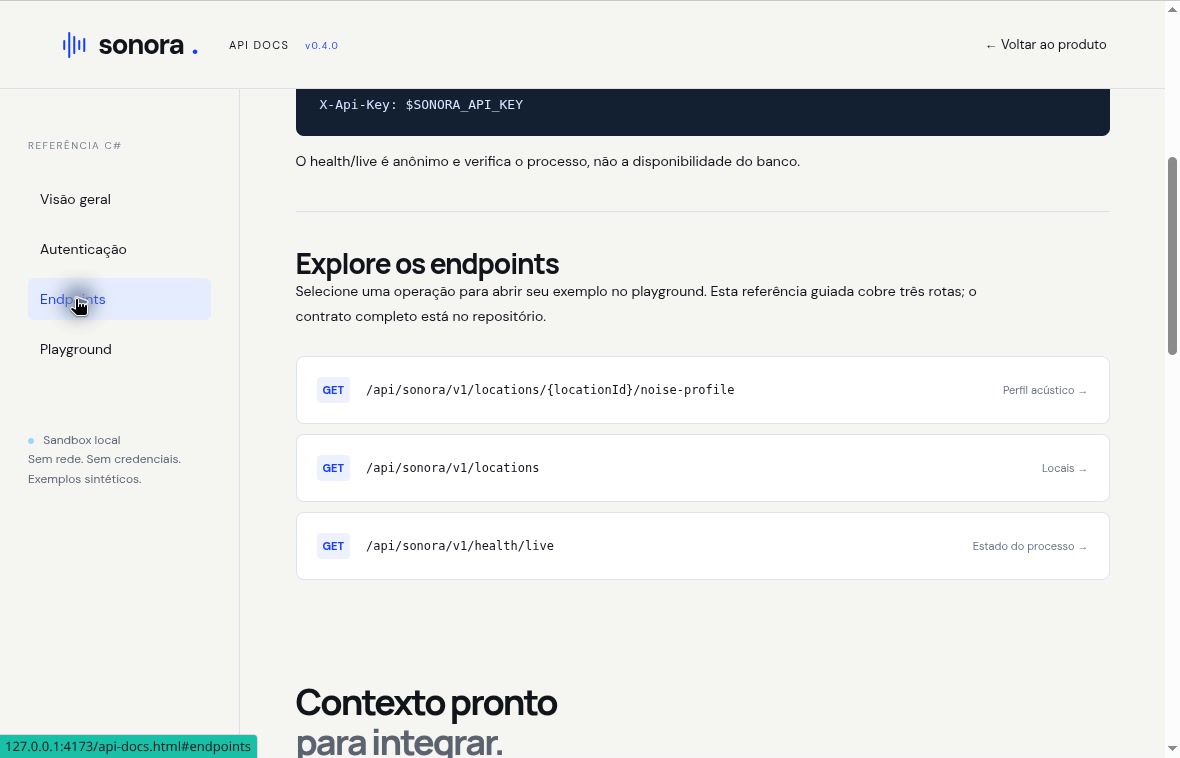 sonora .
API DOCS
v0.4.0
← Voltar ao produto
REFERÊNCIA C#
Visão geral
Autenticação
Endpoints
Playground
Sandbox local
Sem rede. Sem credenciais.
Exemplos sintéticos.
X-Api-Key: $SONORA_API_KEY
O health/live é anônimo e verifica o processo, não a disponibilidade do banco.
Explore os endpoints
Selecione uma operação para abrir seu exemplo no playground. Esta referência guiada cobre três rotas; o
contrato completo está no repositório.
GET /api/sonora/v1/locations/{locationId}/noise-profile Perfil acústico →
GET /api/sonora/v1/locations Locais →
GET /api/sonora/v1/health/live Estado do processo →
Contexto pronto
para integrar.
127.0.0.1:4173/api-docs.html#endpoints